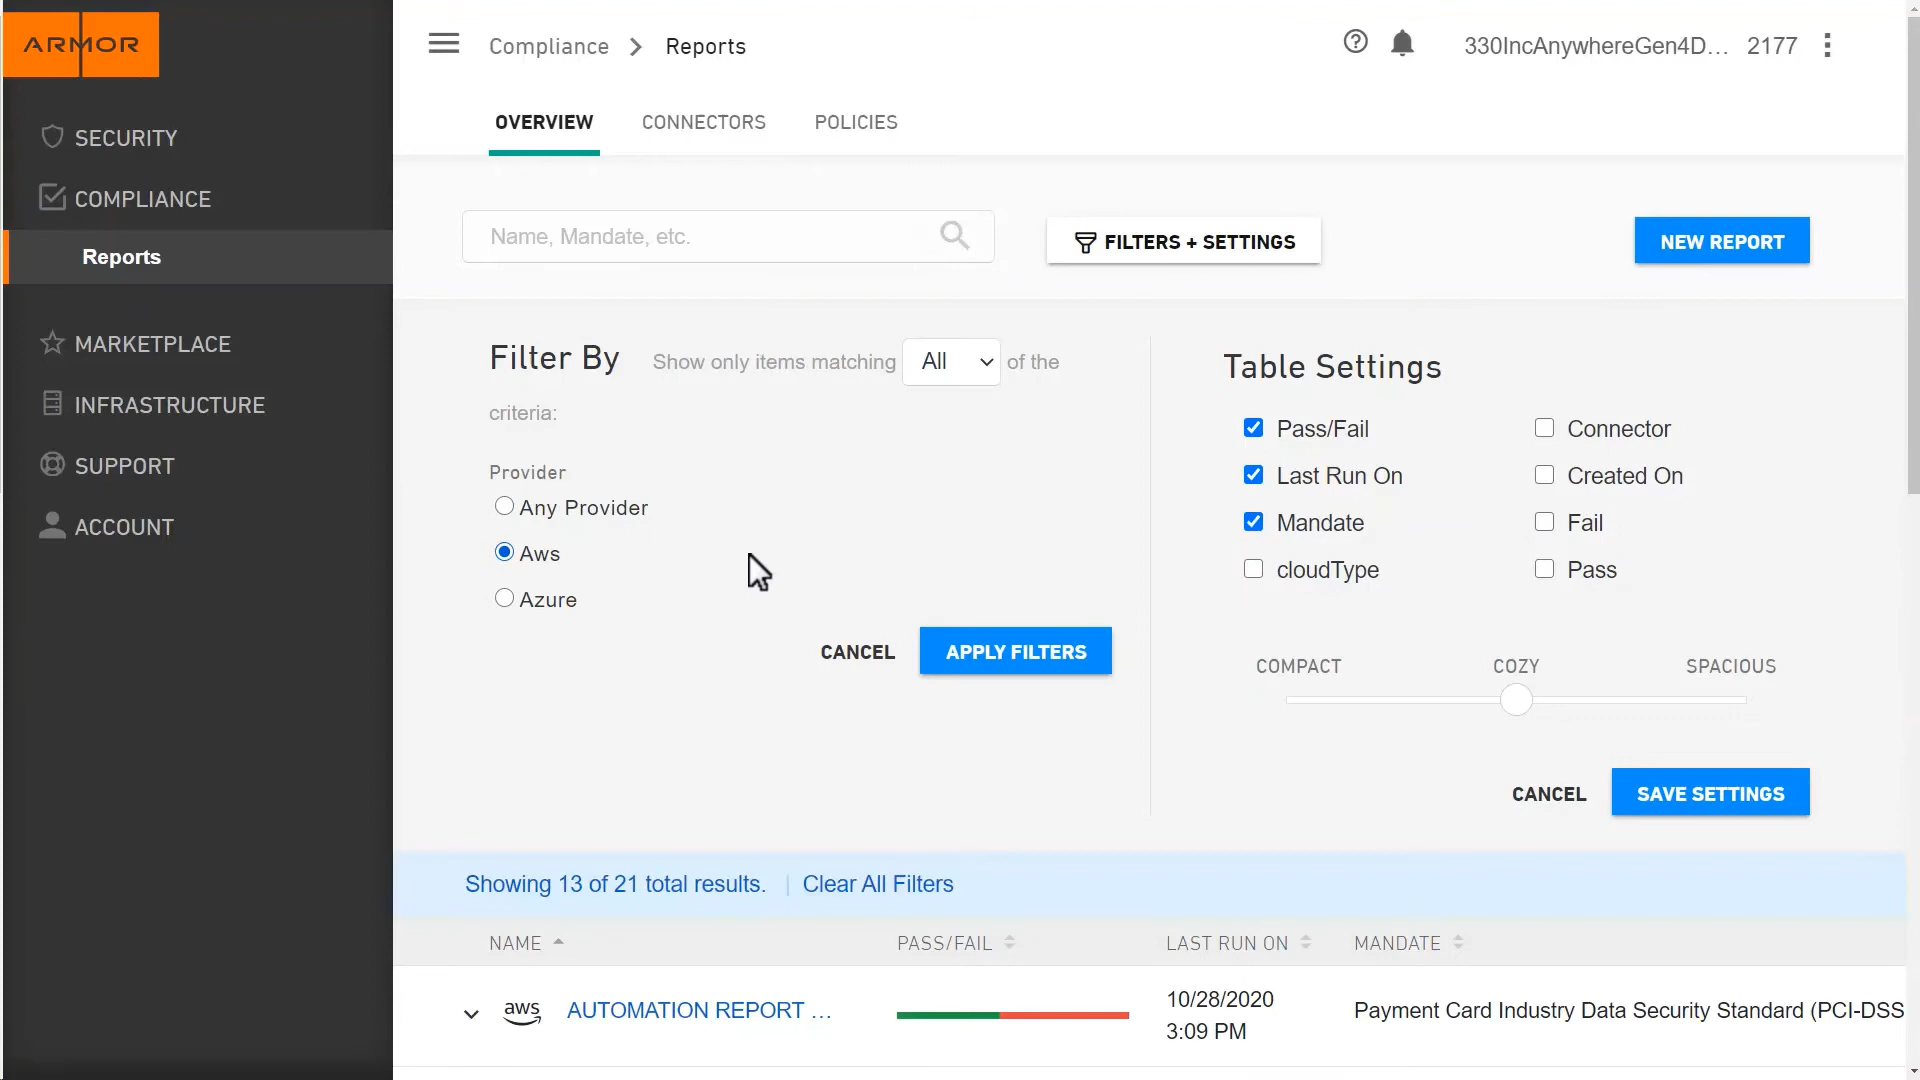 ARMOR
SECURITY
COMPLIANCE
Reports
MARKETPLACE
INFRASTRUCTURE
SUPPORT
ACCOUNT
Compliance Reports
330IncAnywhereGen4D... 2177
OVERVIEW CONNECTORS POLICIES
Name, Mandate, etc.
FILTERS + SETTINGS
NEW REPORT
Filter By Show only items matching All of the
criteria:
Provider
Any Provider
Aws
Azure
CANCEL APPLY FILTERS
Table Settings
Pass/Fail Connector
Last Run On Created On
Mandate Fail
cloudType Pass
COMPACT COZY SPACIOUS
CANCEL SAVE SETTINGS
Showing 13 of 21 total results. | Clear All Filters
NAME PASS/FAIL LAST RUN ON MANDATE
aws AUTOMATION REPORT ... 10/28/2020 Payment Card Industry Data Security Standard (PCI-DSS
3:09 PM